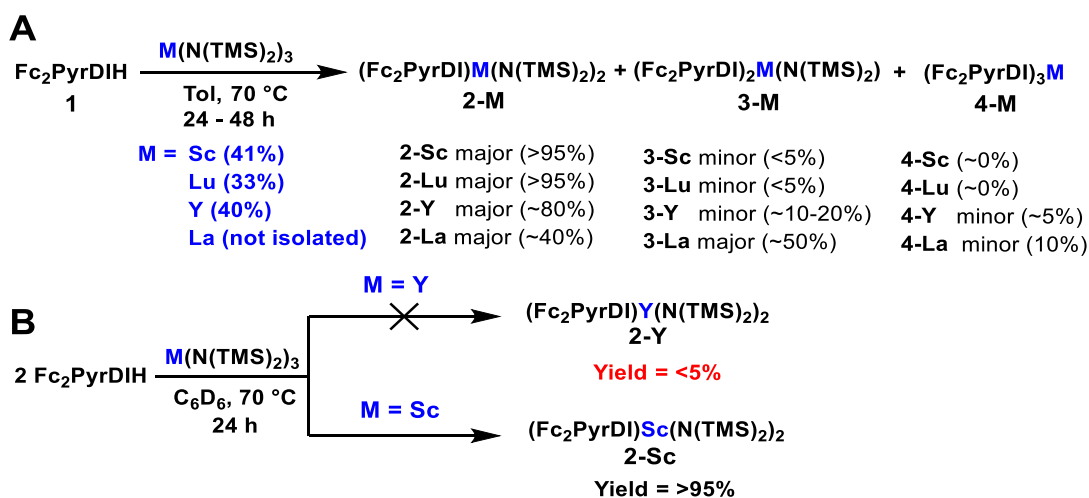 A
M(N(TMS)₂)₃
Fc₂PyrDIH
1
Tol, 70 °C
24 - 48 h
(Fc₂PyrDI)M(N(TMS)₂)₂ + (Fc₂PyrDI)₂M(N(TMS)₂) + (Fc₂PyrDI)₃M
2-M 3-M 4-M
M = Sc (41%)
Lu (33%)
Y (40%)
La (not isolated)
2-Sc major (>95%)
2-Lu major (>95%)
2-Y major (~80%)
2-La major (~40%)
3-Sc minor (<5%)
3-Lu minor (<5%)
3-Y minor (~10-20%)
3-La major (~50%)
4-Sc (~0%)
4-Lu (~0%)
4-Y minor (~5%)
4-La minor (10%)
B
2 Fc₂PyrDIH
M(N(TMS)₂)₃
C₆D₆, 70 °C
24 h
M = Y
(Fc₂PyrDI)Y(N(TMS)₂)₂
2-Y
Yield = <5%
M = Sc
(Fc₂PyrDI)Sc(N(TMS)₂)₂
2-Sc
Yield = >95%